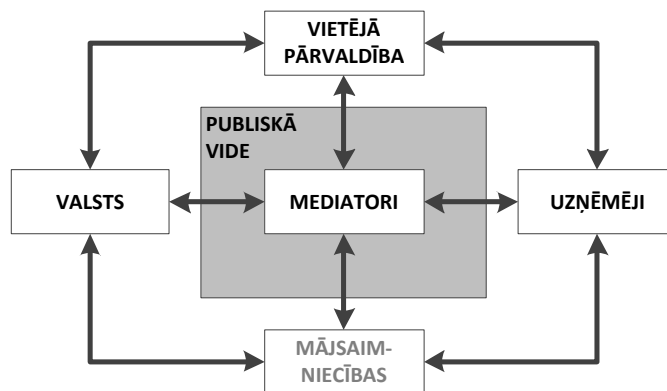 VIETĒJĀ
PĀRVALDĪBA
PUBLISKĀ
VIDE
VALSTS
MEDIATORI
UZŅĒMĒJI
MĀJSAIM-
NIECĪBAS